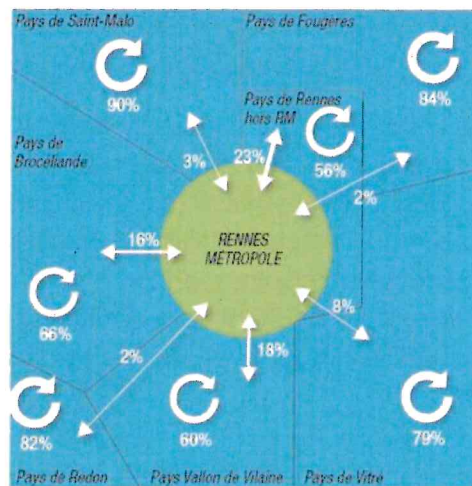 Pays de Saint-Malo
Pays de Fougères
90%
84%
Pays de Rennes
hors RM
Pays de
Brocéliande
56%
3%
23%
2%
16%
RENNES
MÉTROPOLE
66%
8%
2%
18%
82%
60%
79%
Pays de Redon
Pays Vallon de Vilaine
Pays de Vitré